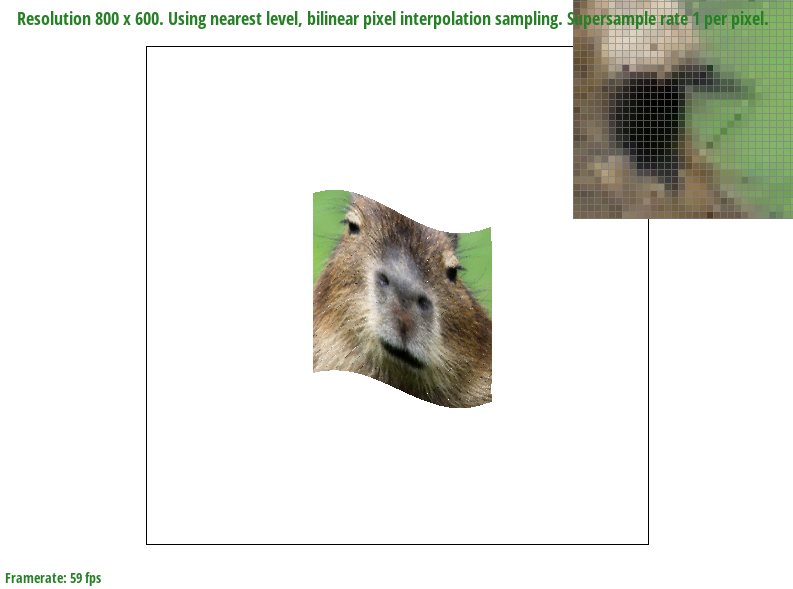 Resolution 800 x 600. Using nearest level, bilinear pixel interpolation sampling. Supersample rate 1 per pixel.
Framerate: 59 fps